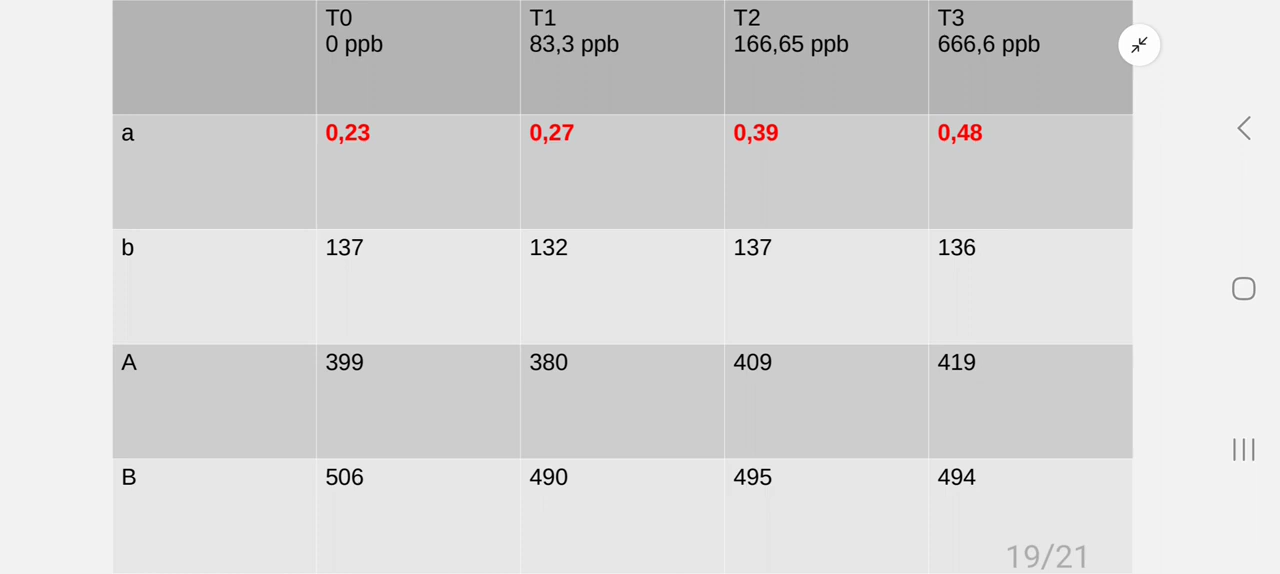 T0 T1 T2 T3
0 ppb 83,3 ppb 166,65 ppb 666,6 ppb
a 0,23 0,27 0,39 0,48
b 137 132 137 136
A 399 380 409 419
B 506 490 495 494
19/21